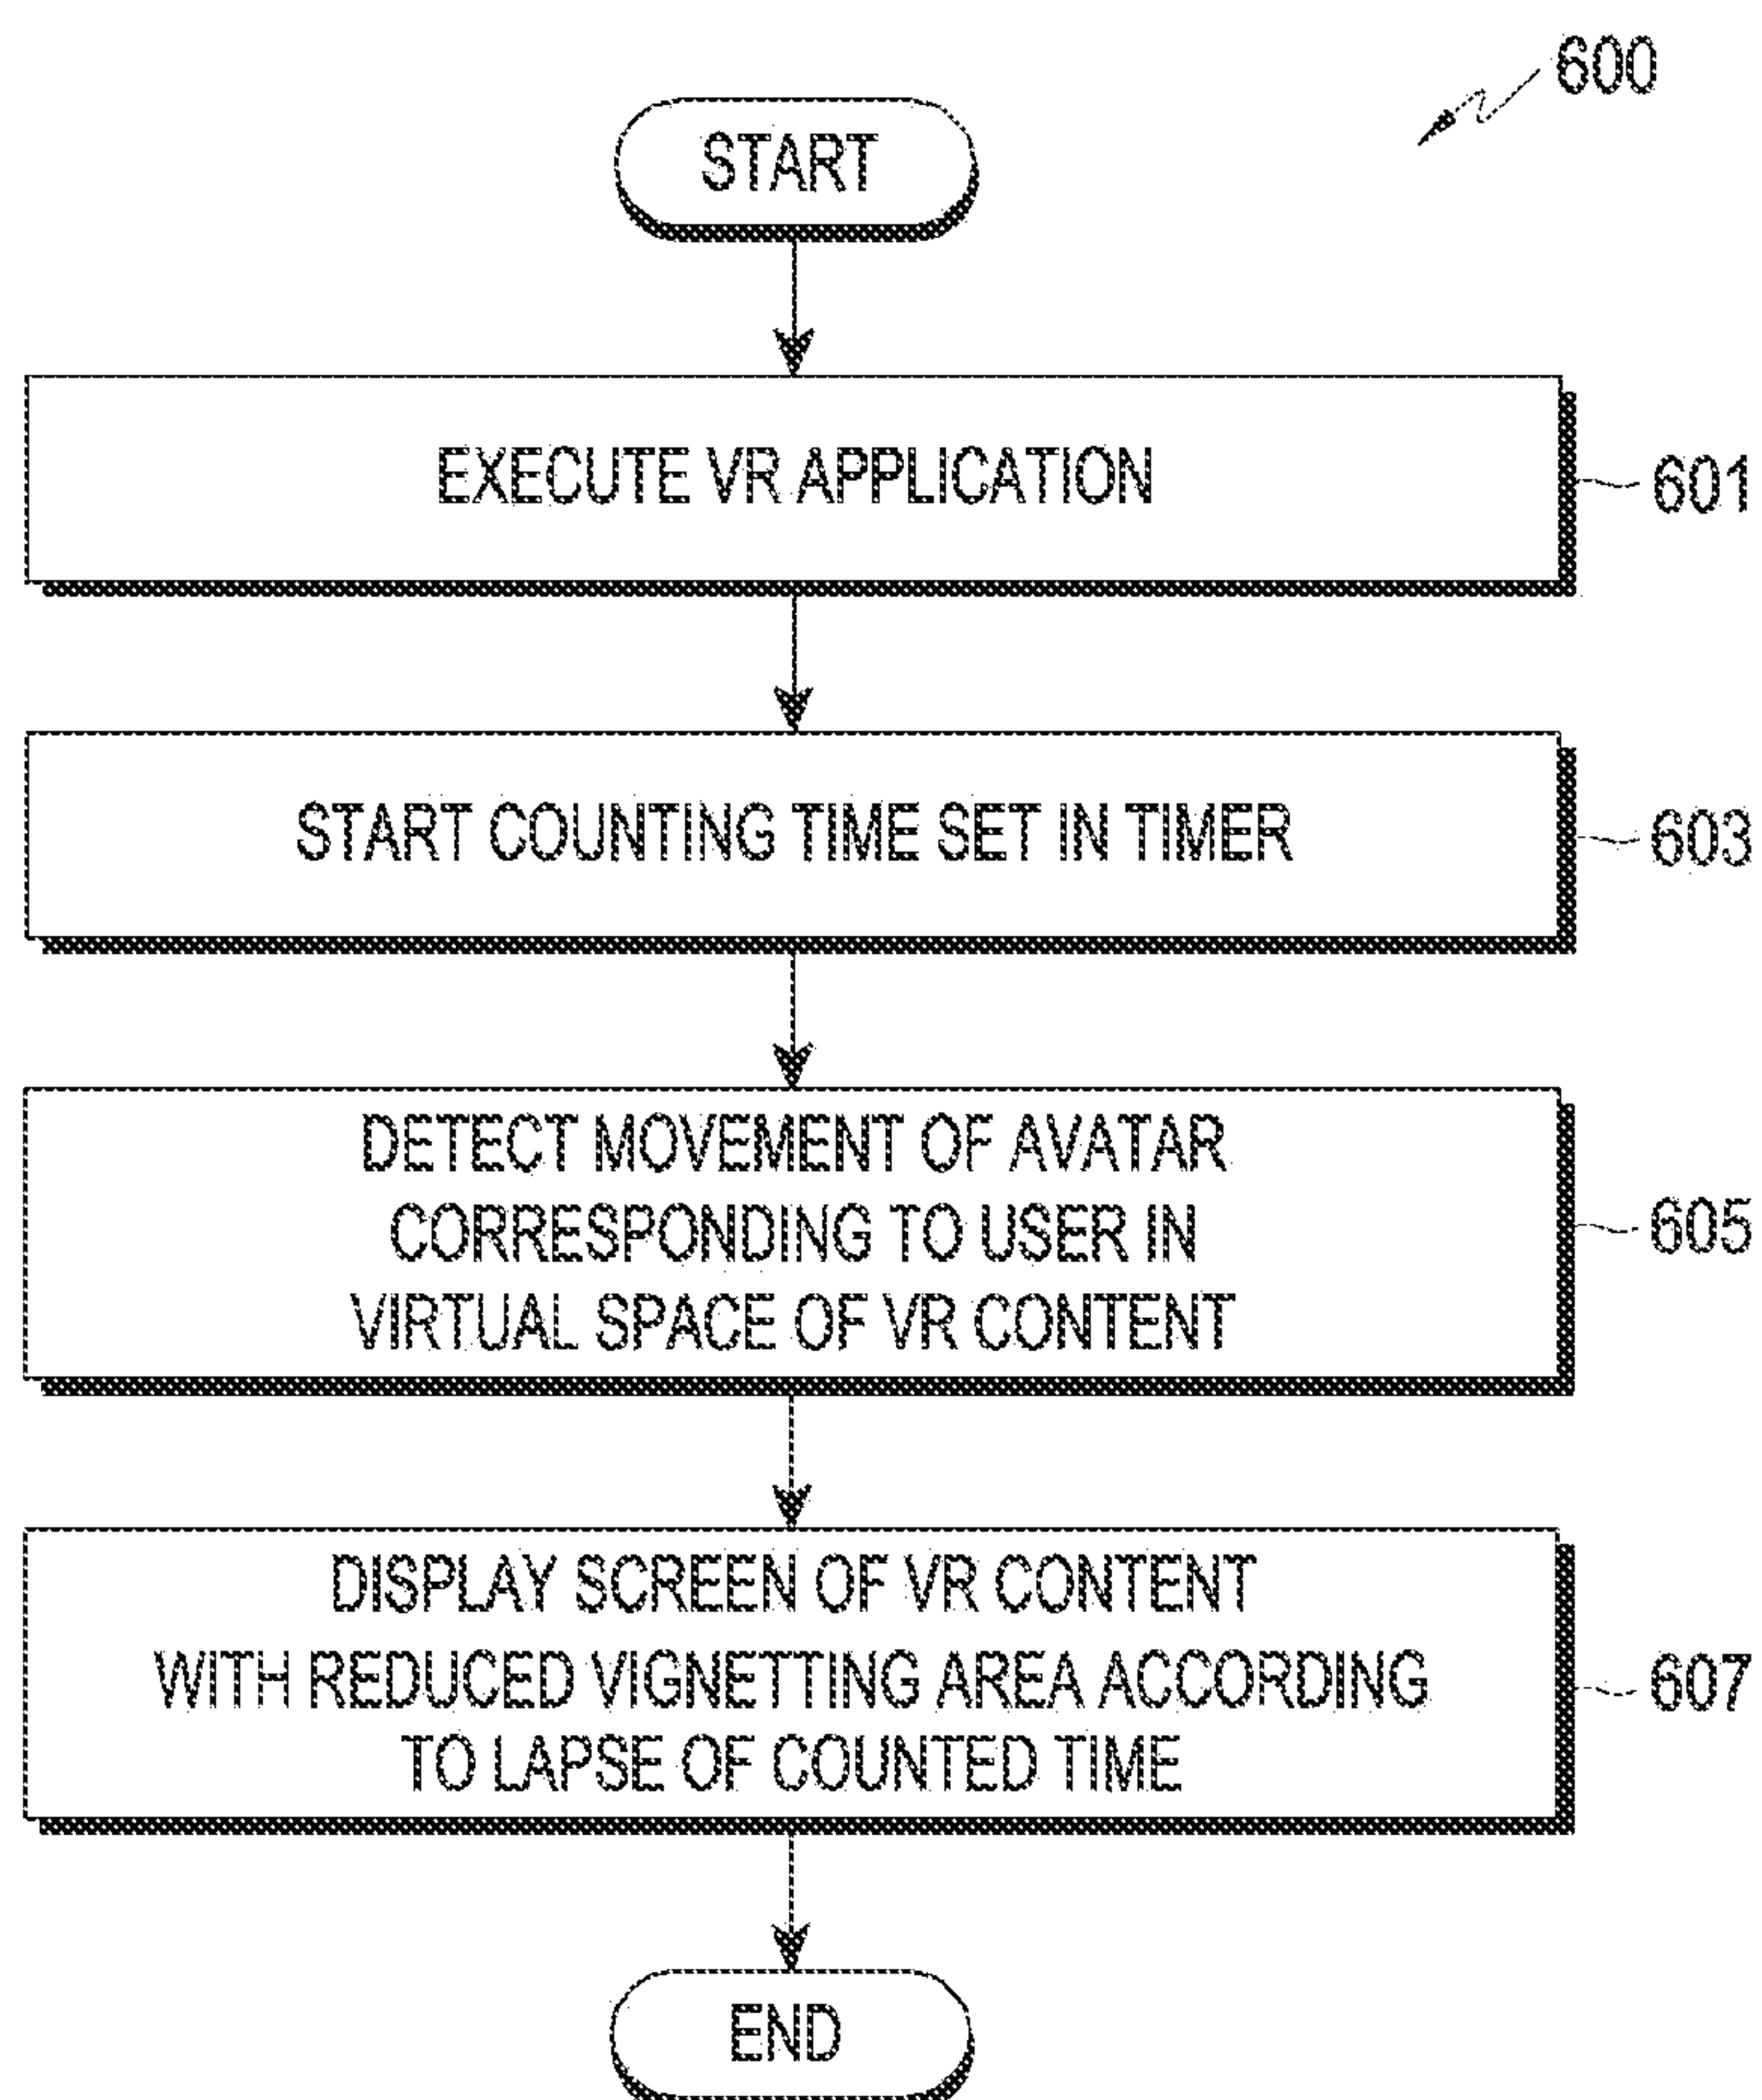 600
START
EXECUTE VR APPLICATION
601
START COUNTING TIME SET IN TIMER
603
DETECT MOVEMENT OF AVATAR
CORRESPONDING TO USER IN
VIRTUAL SPACE OF VR CONTENT
605
DISPLAY SCREEN OF VR CONTENT
WITH REDUCED VIGNETTING AREA ACCORDING
TO LAPSE OF COUNTED TIME
607
END